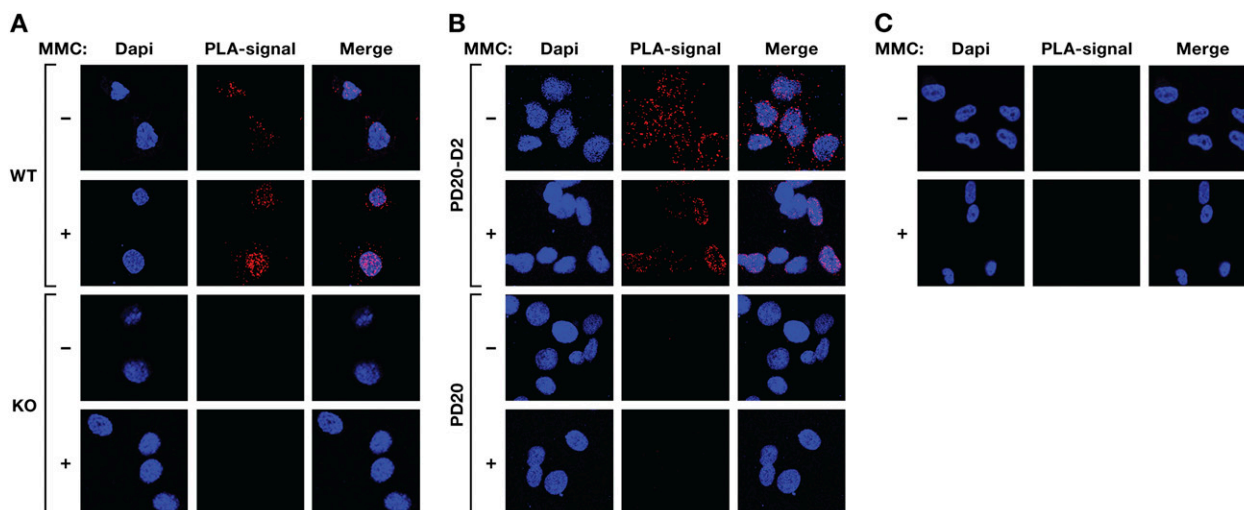 A
MMC: Dapi PLA-signal Merge
−
WT
+
−
KO
+
B
MMC: Dapi PLA-signal Merge
−
PD20-D2
+
−
PD20
+
C
MMC: Dapi PLA-signal Merge
−
+